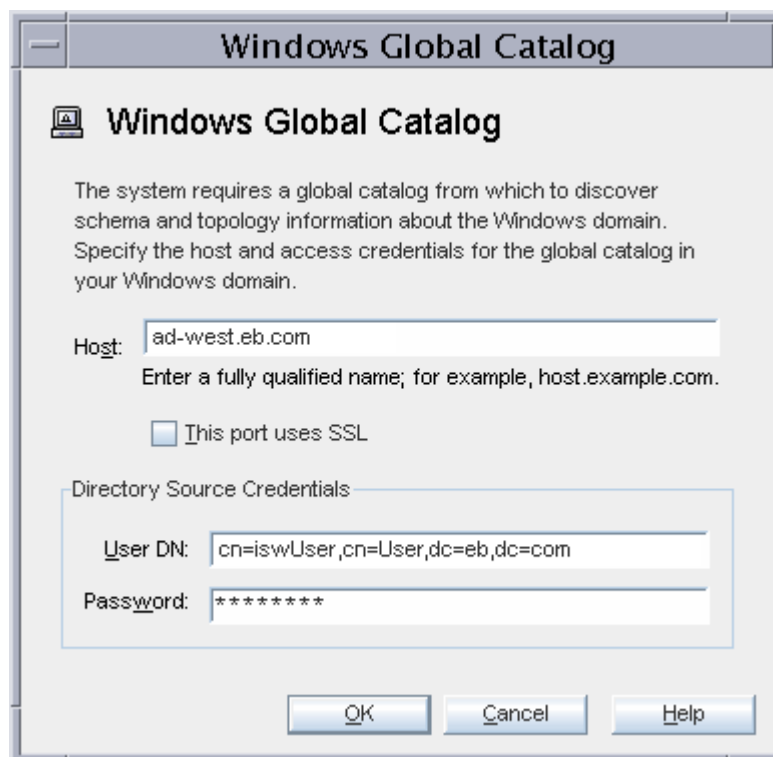 Windows Global Catalog
Windows Global Catalog
The system requires a global catalog from which to discover
schema and topology information about the Windows domain.
Specify the host and access credentials for the global catalog in
your Windows domain.
Host: ad-west.eb.com
Enter a fully qualified name; for example, host.example.com.
This port uses SSL
Directory Source Credentials
User DN: cn=iswUser,cn=User,dc=eb,dc=com
Password: ********
OK Cancel Help